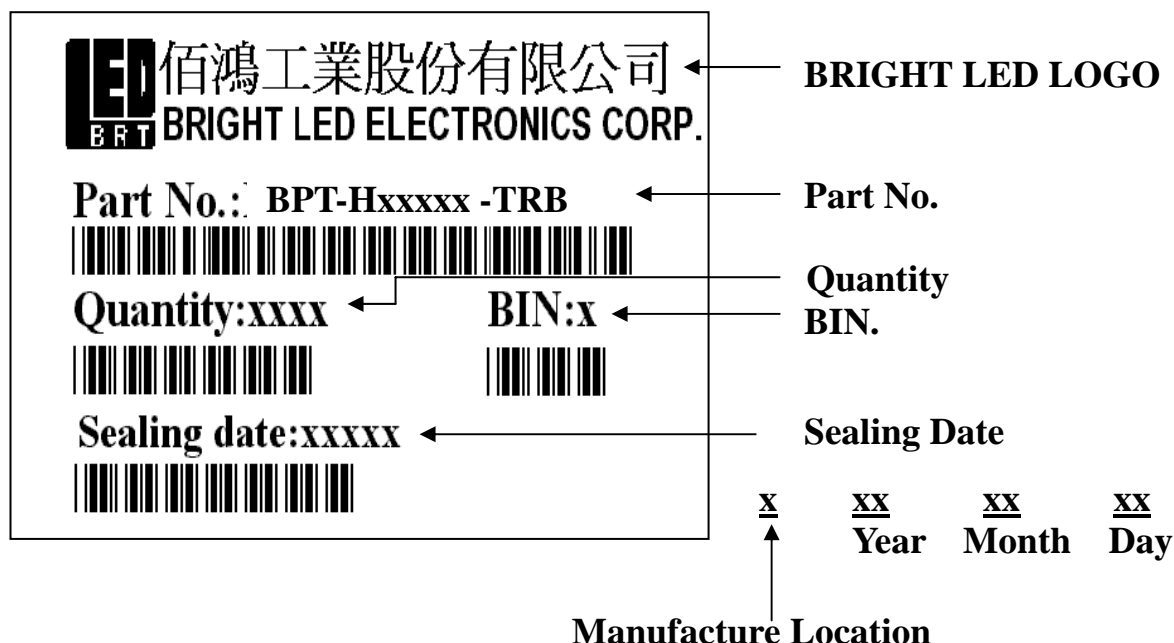 LED
BRT
佰鴻工業股份有限公司
BRIGHT LED ELECTRONICS CORP.
BRIGHT LED LOGO
Part No.: BPT-Hxxxxx -TRB
Part No.
Quantity:xxxx
BIN:x
Quantity
BIN.
Sealing date:xxxxx
Sealing Date
x xx xx xx
Year Month Day
Manufacture Location